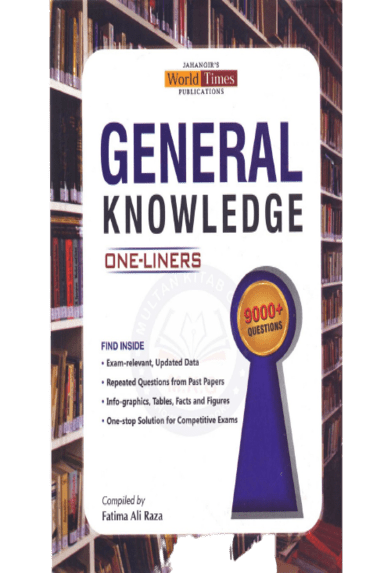 JAHANGIR'S
World Times
PUBLICATIONS
GENERAL
KNOWLEDGE
ONE-LINERS
9000+
QUESTIONS
MULTAN KITAB
FIND INSIDE
• Exam-relevant, Updated Data
• Repeated Questions from Past Papers
• Info-graphics, Tables, Facts and Figures
• One-stop Solution for Competitive Exams
Compiled by
Fatima Ali Raza